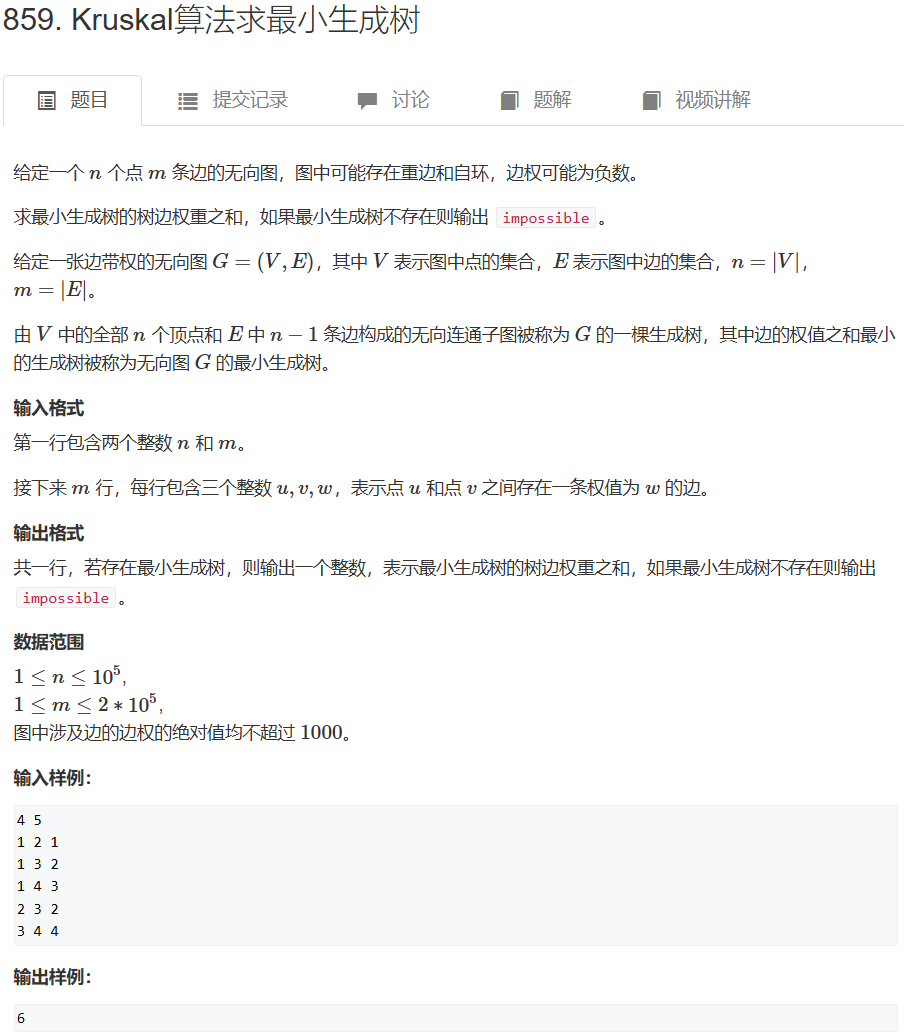 859. Kruskal算法求最小生成树
题目 提交记录 讨论 题解 视频讲解
给定一个 n 个点 m 条边的无向图，图中可能存在重边和自环，边权可能为负数。
求最小生成树的树边权重之和，如果最小生成树不存在则输出 impossible 。
给定一张边带权的无向图 G = (V, E)，其中 V 表示图中点的集合，E 表示图中边的集合，n = |V|，
m = |E|。
由 V 中的全部 n 个顶点和 E 中 n − 1 条边构成的无向连通子图被称为 G 的一棵生成树，其中边的权值之和最小
的生成树被称为无向图 G 的最小生成树。
输入格式
第一行包含两个整数 n 和 m。
接下来 m 行，每行包含三个整数 u, v, w，表示点 u 和点 v 之间存在一条权值为 w 的边。
输出格式
共一行，若存在最小生成树，则输出一个整数，表示最小生成树的树边权重之和，如果最小生成树不存在则输出
impossible 。
数据范围
1 ≤ n ≤ 10⁵,
1 ≤ m ≤ 2 * 10⁵,
图中涉及边的边权的绝对值均不超过 1000。
输入样例：
4 5
1 2 1
1 3 2
1 4 3
2 3 2
3 4 4
输出样例：
6